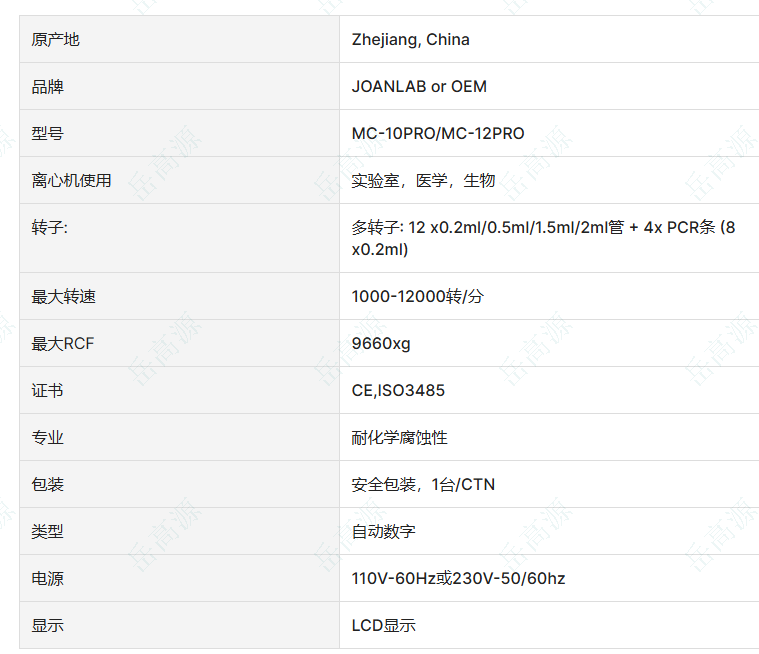 原产地 Zhejiang, China
品牌 JOANLAB or OEM
型号 MC-10PRO/MC-12PRO
离心机使用 实验室，医学，生物
转子: 多转子: 12 x0.2ml/0.5ml/1.5ml/2ml管 + 4x PCR条 (8
x0.2ml)
最大转速 1000-12000转/分
最大RCF 9660xg
证书 CE,ISO3485
专业 耐化学腐蚀性
包装 安全包装，1台/CTN
类型 自动数字
电源 110V-60Hz或230V-50/60hz
显示 LCD显示
岳高源